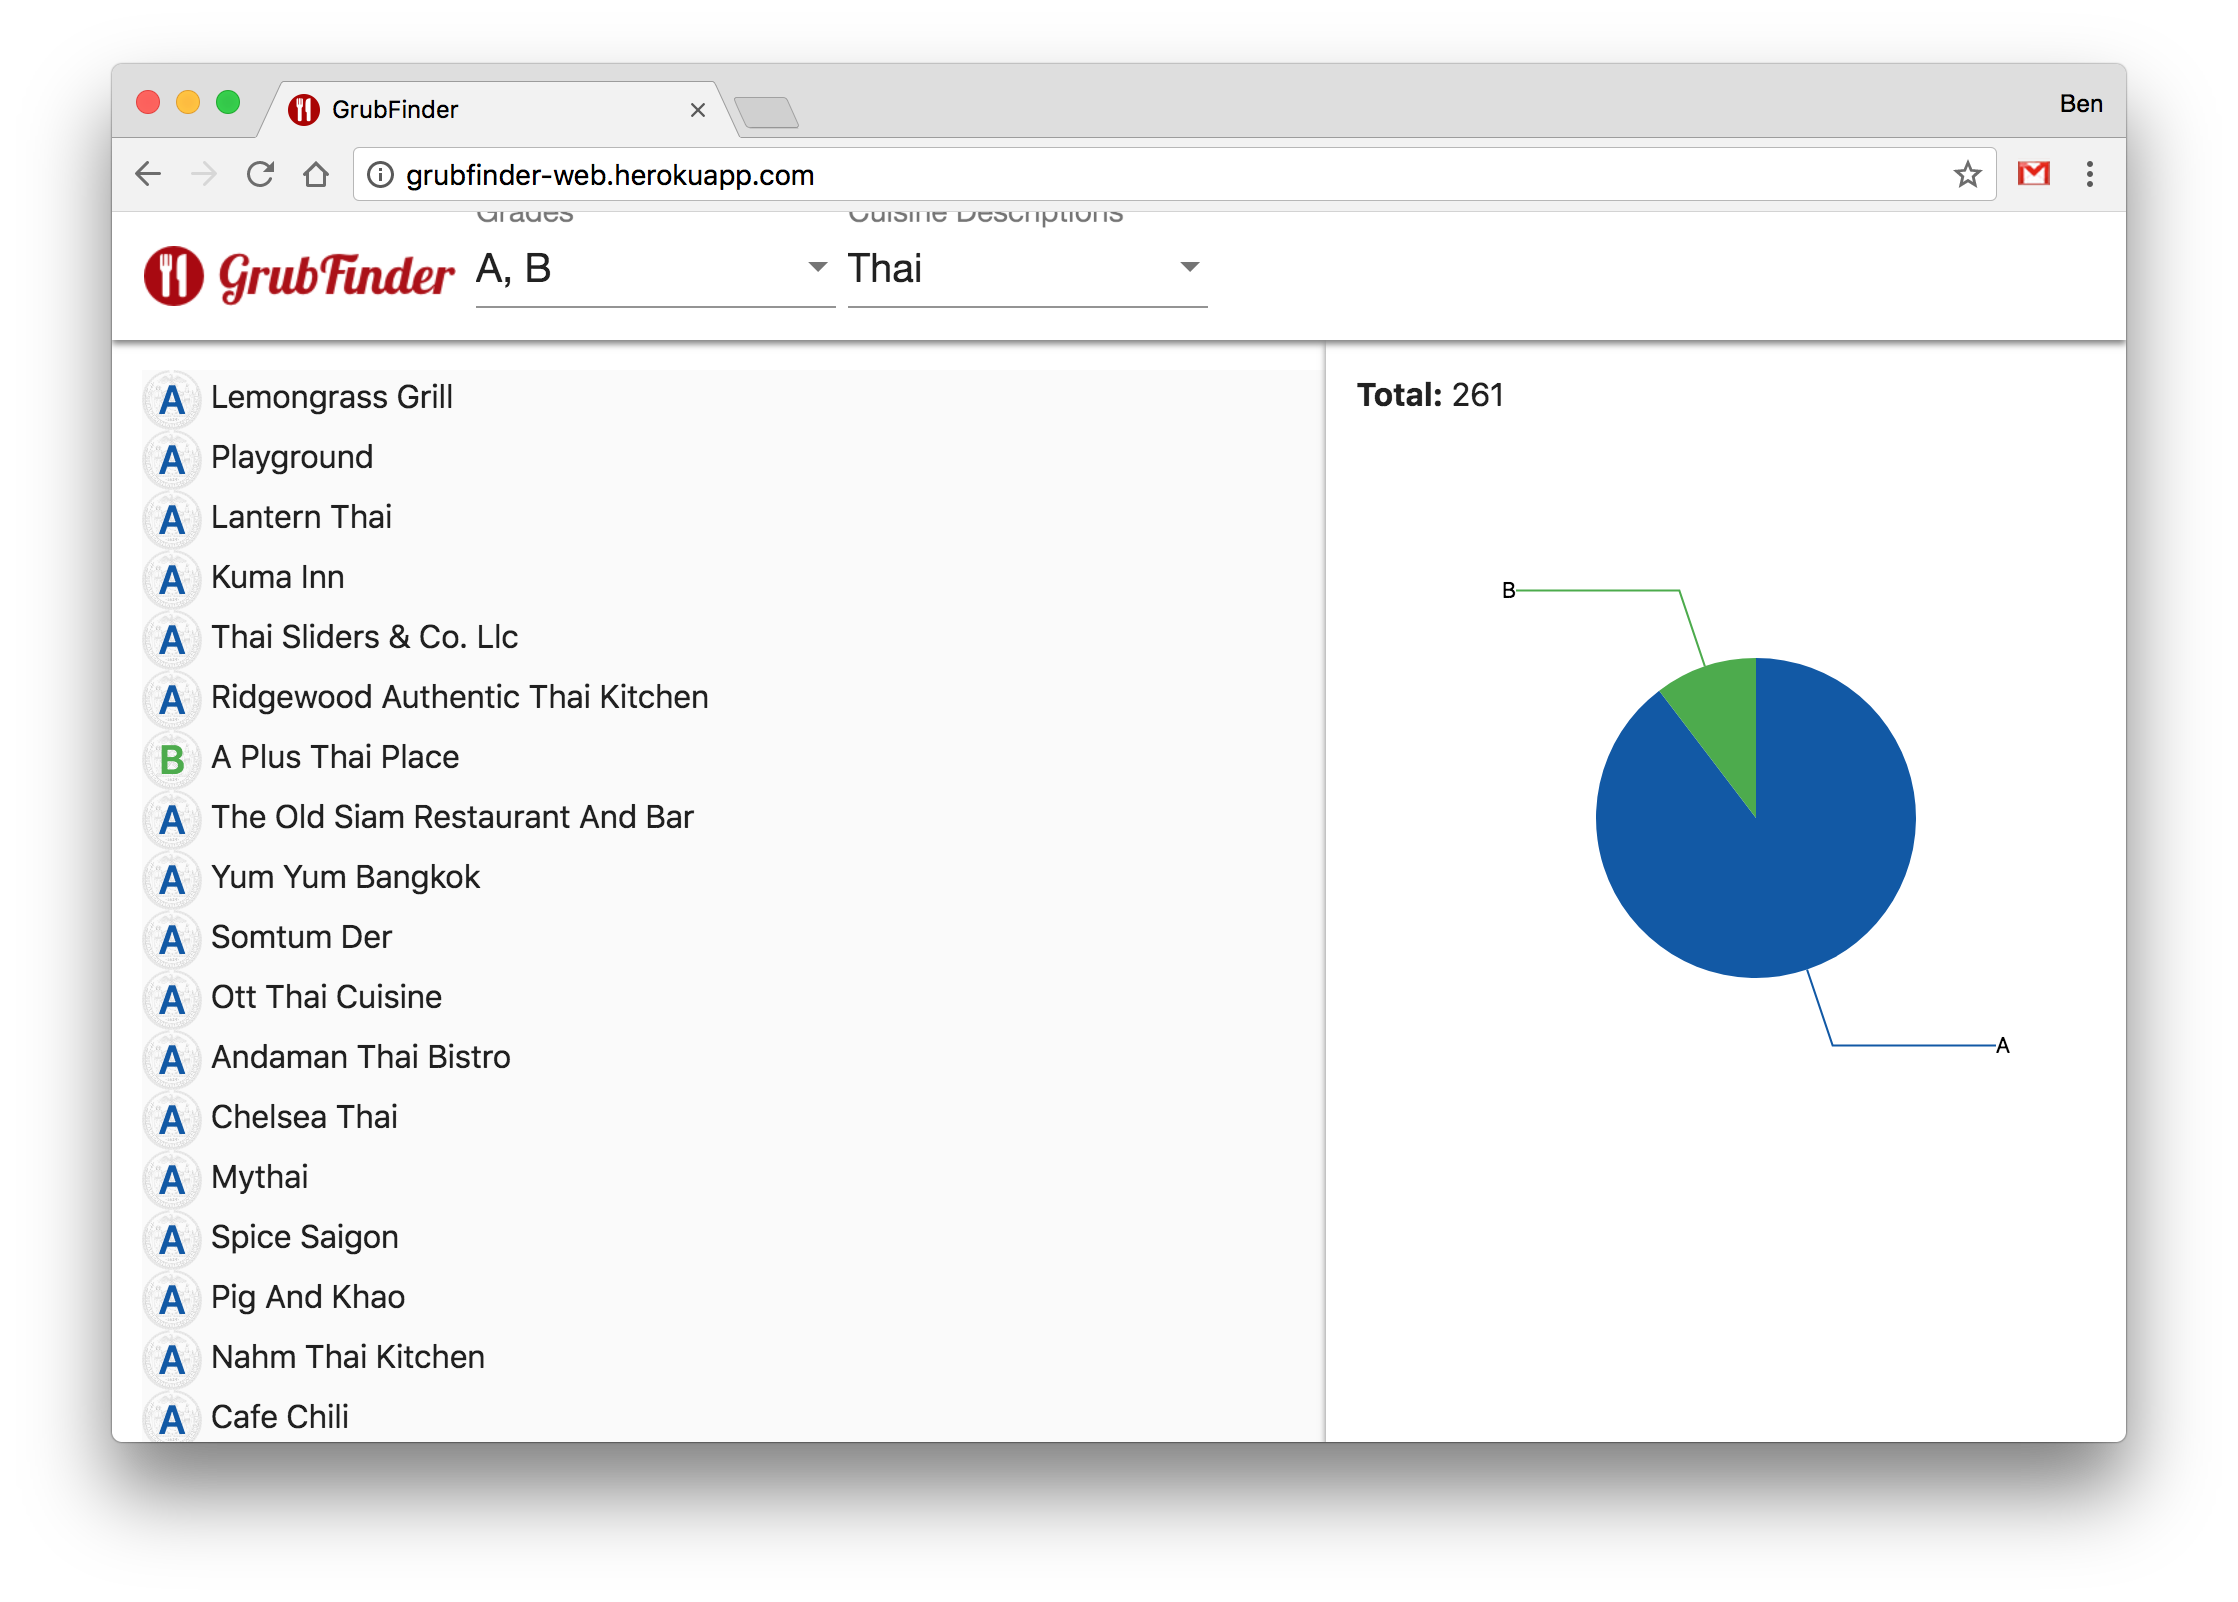 GrubFinder
Ben
grubfinder-web.herokuapp.com
Grades
Cuisine Descriptions
GrubFinder
A, B
Thai
A Lemongrass Grill
A Playground
A Lantern Thai
A Kuma Inn
A Thai Sliders & Co. Llc
A Ridgewood Authentic Thai Kitchen
B A Plus Thai Place
A The Old Siam Restaurant And Bar
A Yum Yum Bangkok
A Somtum Der
A Ott Thai Cuisine
A Andaman Thai Bistro
A Chelsea Thai
A Mythai
A Spice Saigon
A Pig And Khao
A Nahm Thai Kitchen
A Cafe Chili
Total: 261
B
A